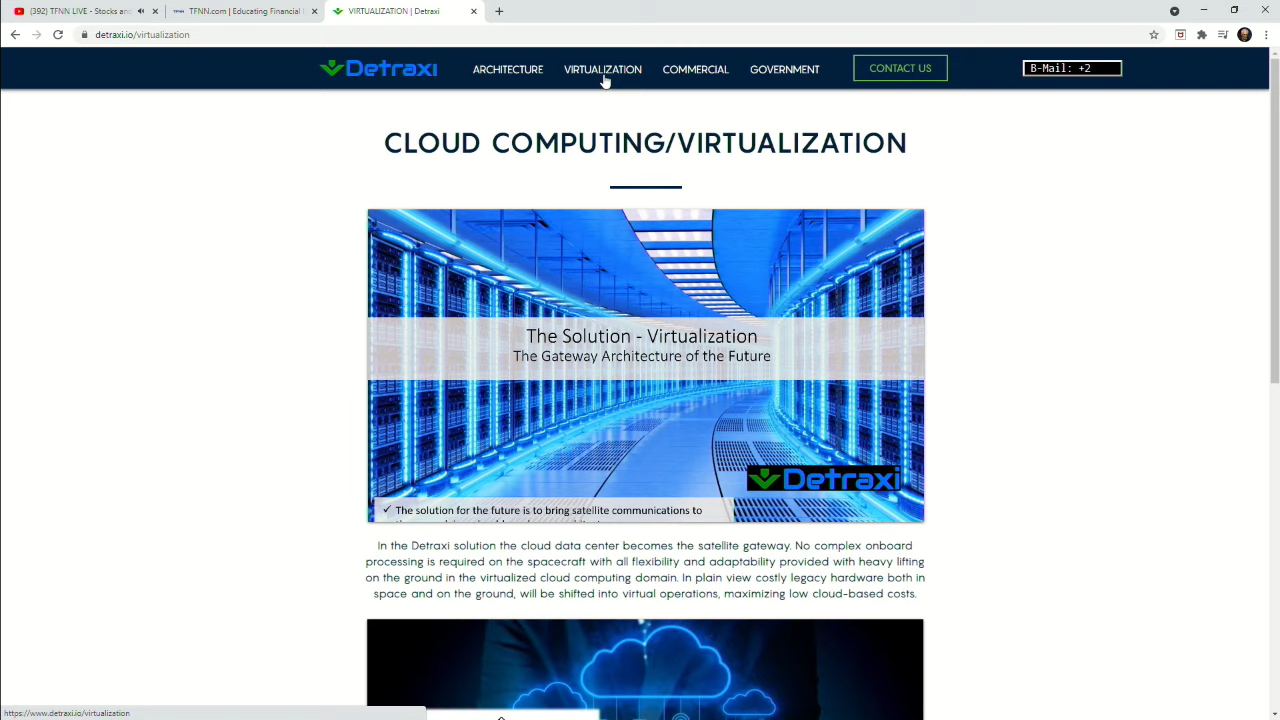 (392) TFNN LIVE - Stocks and
TFNN.com | Educating Financial I
VIRTUALIZATION | Detraxi
detraxi.io/virtualization
Detraxi
ARCHITECTURE
VIRTUALIZATION
COMMERCIAL
GOVERNMENT
CONTACT US
B-Mail: +2
CLOUD COMPUTING/VIRTUALIZATION
The Solution - Virtualization
The Gateway Architecture of the Future
Detraxi
✓ The solution for the future is to bring satellite communications to
In the Detraxi solution the cloud data center becomes the satellite gateway. No complex onboard
processing is required on the spacecraft with all flexibility and adaptability provided with heavy lifting
on the ground in the virtualized cloud computing domain. In plain view costly legacy hardware both in
space and on the ground, will be shifted into virtual operations, maximizing low cloud-based costs.
https://www.detraxi.io/virtualization